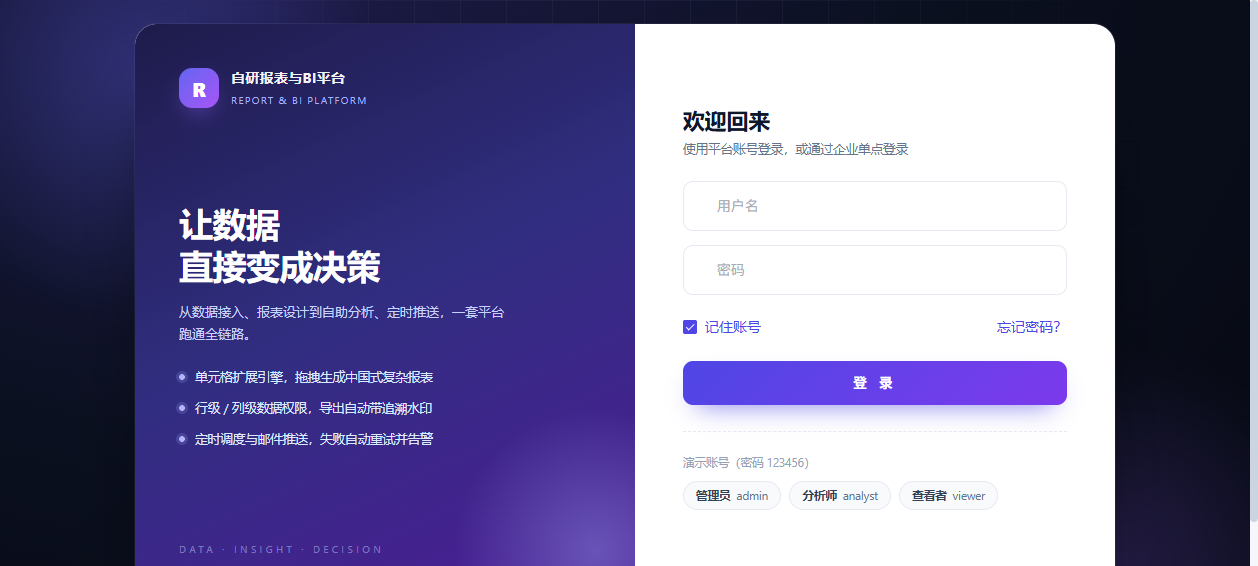 R
自研报表与BI平台
REPORT & BI PLATFORM
让数据
直接变成决策
从数据接入、报表设计到自助分析、定时推送，一套平台
跑通全链路。
单元格扩展引擎，拖拽生成中国式复杂报表
行级 / 列级数据权限，导出自动带追溯水印
定时调度与邮件推送，失败自动重试并告警
DATA · INSIGHT · DECISION
欢迎回来
使用平台账号登录，或通过企业单点登录
用户名
密码
记住账号 忘记密码?
登 录
演示账号（密码 123456）
管理员 admin 分析师 analyst 查看者 viewer